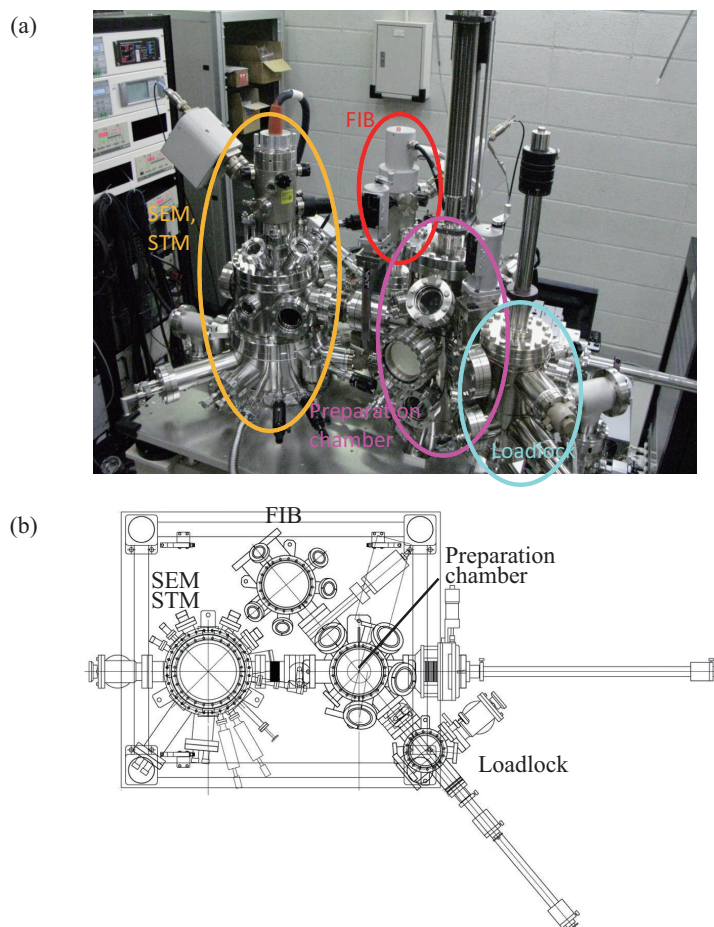 (a)
FIB
SEM,
STM
Preparation
chamber
Loadlock
(b)
FIB
SEM
STM
Preparation
chamber
Loadlock